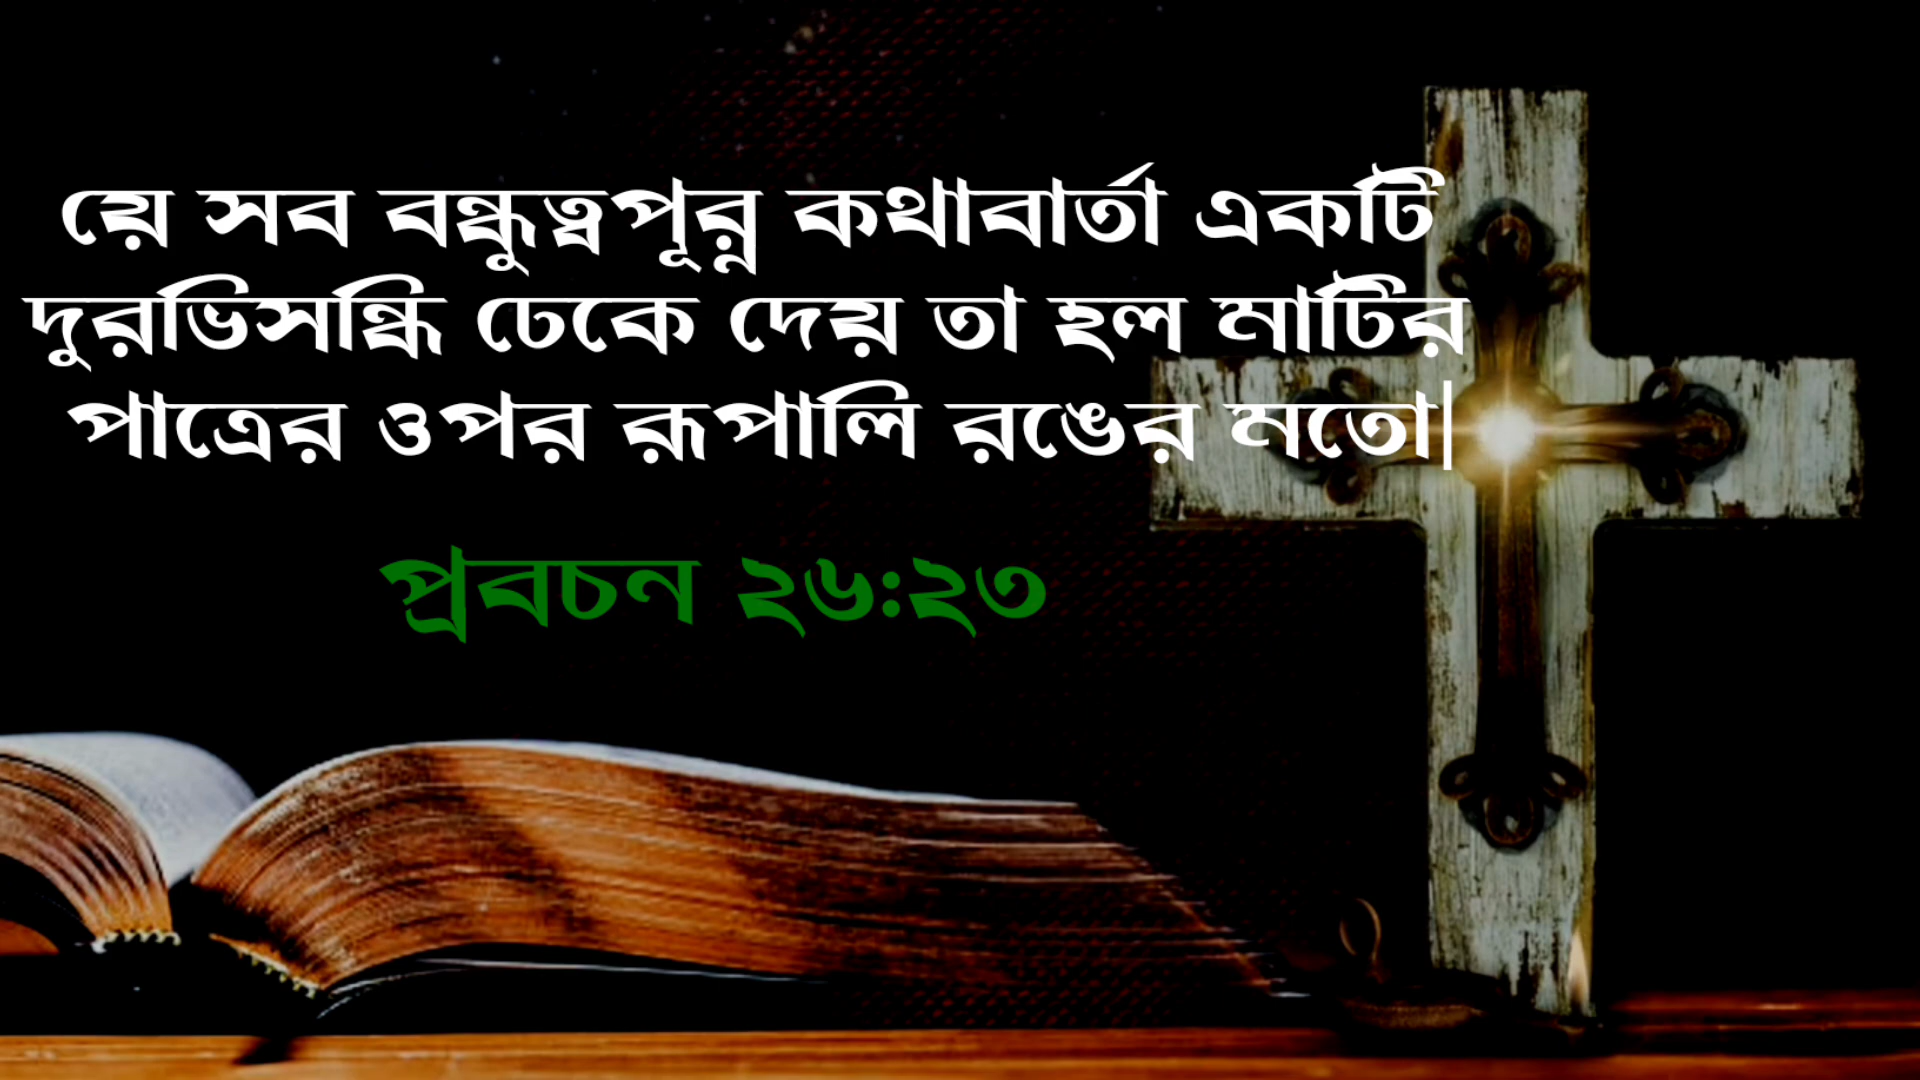 য়ে সব বন্ধুত্বপূর্ন কথাবার্তা একটি
দুরভিসন্ধি ঢেকে দেয় তা হল মাটির
পাত্রের ওপর রূপালি রঙের মতো|
প্রবচন ২৬:২৩